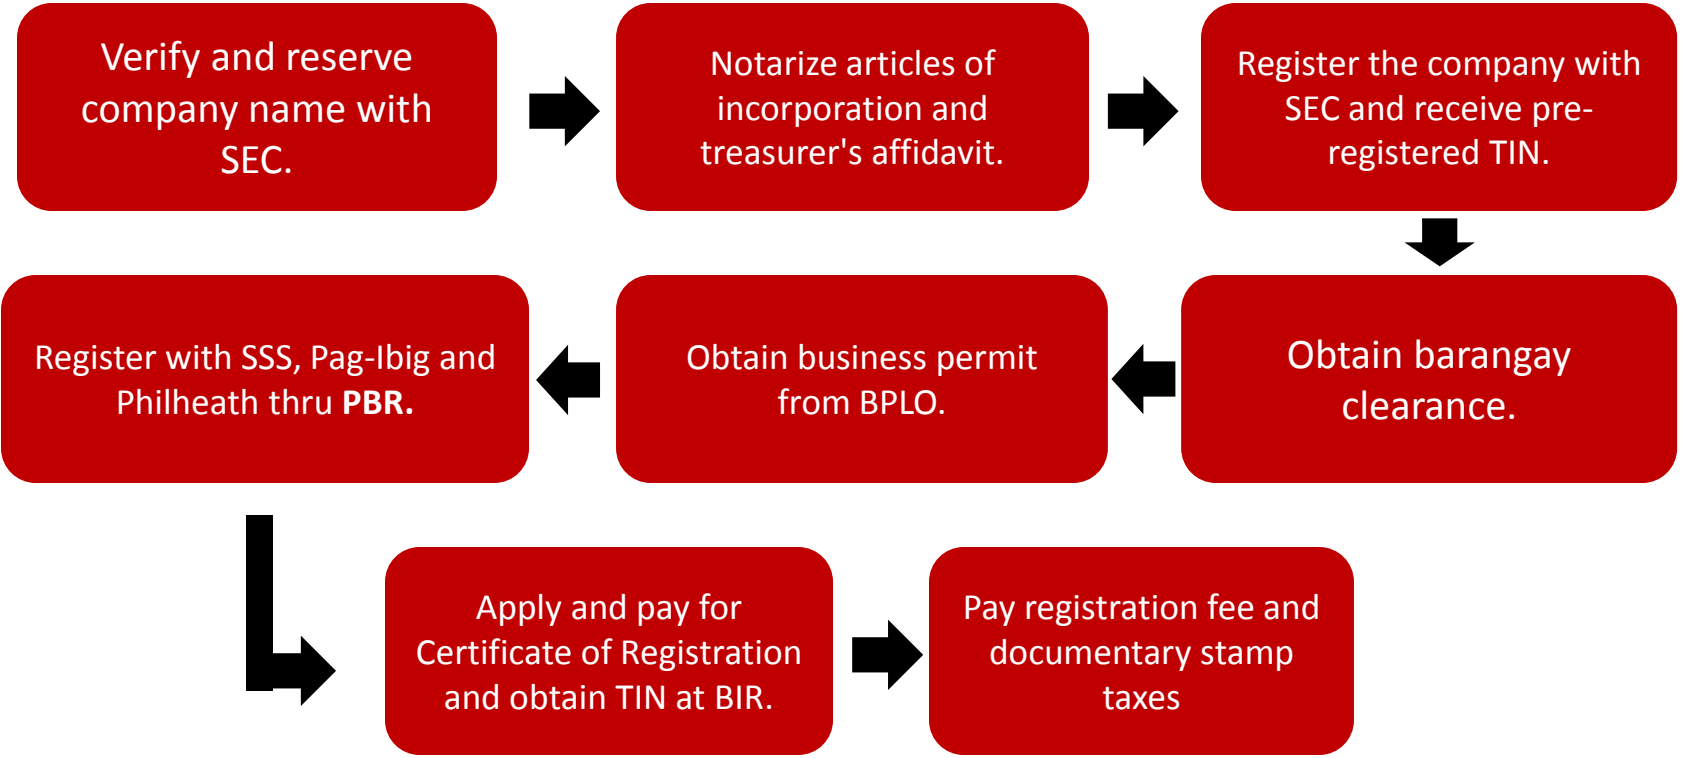 Verify and reserve
company name with
SEC.
Notarize articles of
incorporation and
treasurer's affidavit.
Register the company with
SEC and receive pre-
registered TIN.
Obtain barangay
clearance.
Obtain business permit
from BPLO.
Register with SSS, Pag-Ibig and
Philheath thru PBR.
Apply and pay for
Certificate of Registration
and obtain TIN at BIR.
Pay registration fee and
documentary stamp
taxes